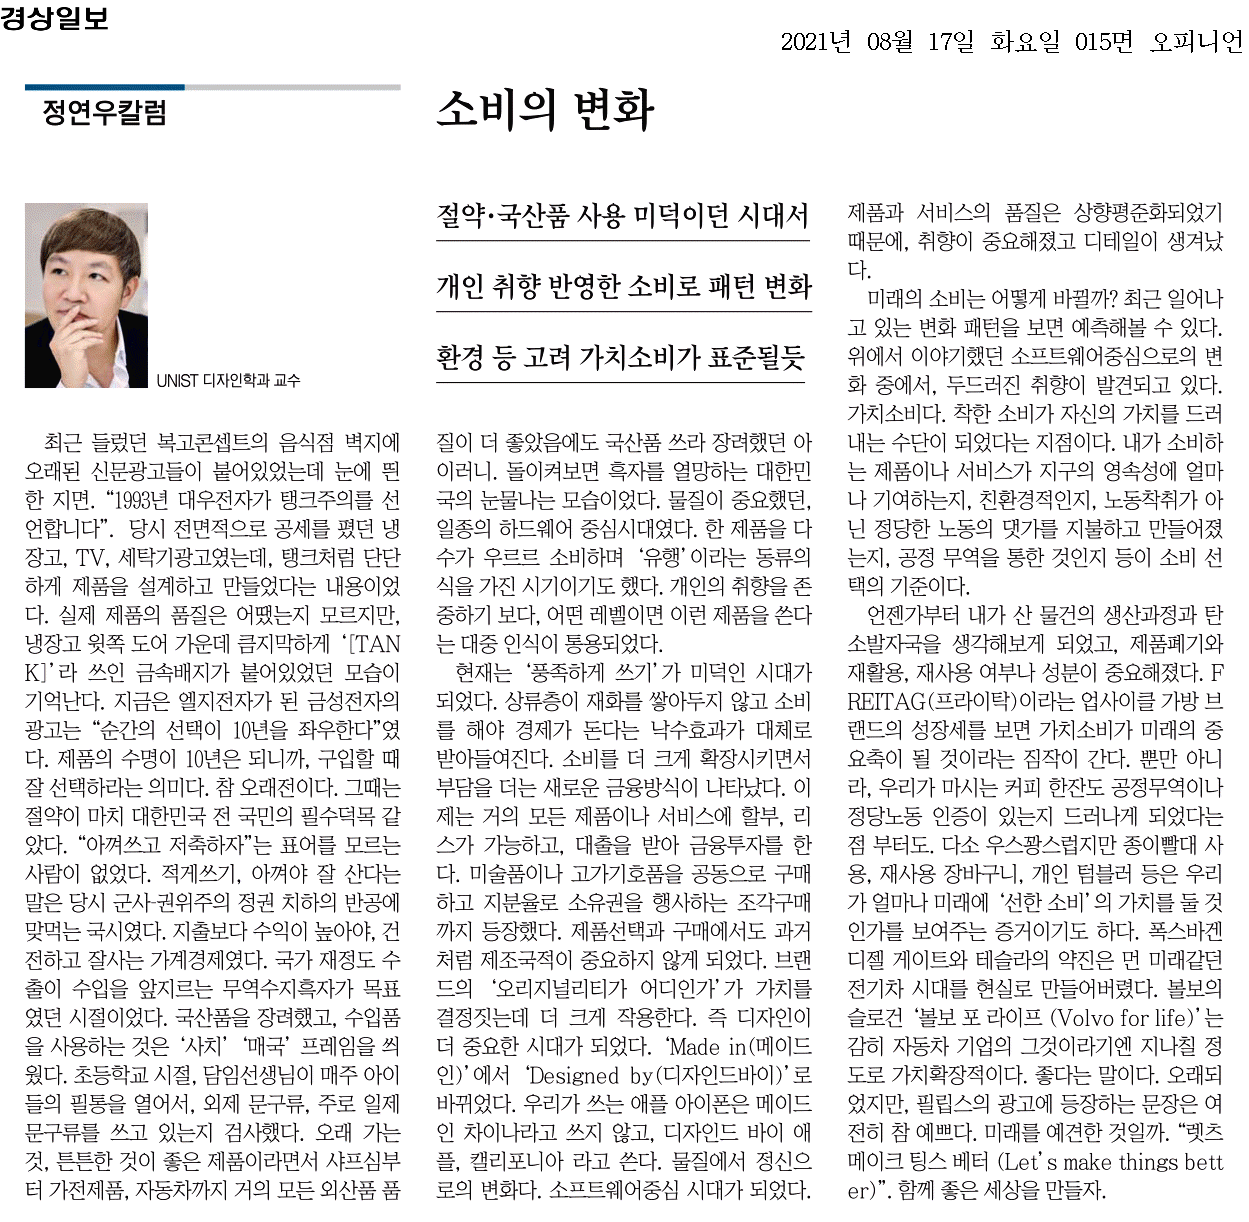 경상일보
2021년 08월 17일 화요일 015면 오피니언
정연우칼럼
소비의 변화
UNIST 디자인학과 교수
절약·국산품 사용 미덕이던 시대서
개인 취향 반영한 소비로 패턴 변화
환경 등 고려 가치소비가 표준될듯
최근 들렀던 복고콘셉트의 음식점 벽지에
오래된 신문광고들이 붙어있었는데 눈에 띈
한 지면. “1993년 대우전자가 탱크주의를 선
언합니다”. 당시 전면적으로 공세를 폈던 냉
장고, TV, 세탁기광고였는데, 탱크처럼 단단
하게 제품을 설계하고 만들었다는 내용이었
다. 실제 제품의 품질은 어땠는지 모르지만,
냉장고 윗쪽 도어 가운데 큼지막하게 ‘[TAN
K]’라 쓰인 금속배지가 붙어있었던 모습이
기억난다. 지금은 엘지전자가 된 금성전자의
광고는 “순간의 선택이 10년을 좌우한다”였
다. 제품의 수명이 10년은 되니까, 구입할 때
잘 선택하라는 의미다. 참 오래전이다. 그때는
절약이 마치 대한민국 전 국민의 필수덕목 같
았다. “아껴쓰고 저축하자”는 표어를 모르는
사람이 없었다. 적게쓰기, 아껴야 잘 산다는
말은 당시 군사-권위주의 정권 치하의 반공에
맞먹는 국시였다. 지출보다 수익이 높아야, 건
전하고 잘사는 가계경제였다. 국가 재정도 수
출이 수입을 앞지르는 무역수지흑자가 목표
였던 시절이었다. 국산품을 장려했고, 수입품
을 사용하는 것은 ‘사치’ ‘매국’ 프레임을 씌
웠다. 초등학교 시절, 담임선생님이 매주 아이
들의 필통을 열어서, 외제 문구류, 주로 일제
문구류를 쓰고 있는지 검사했다. 오래 가는
것, 튼튼한 것이 좋은 제품이라면서 샤프심부
터 가전제품, 자동차까지 거의 모든 외산품 품
질이 더 좋았음에도 국산품 쓰라 장려했던 아
이러니. 돌이켜보면 흑자를 열망하는 대한민
국의 눈물나는 모습이었다. 물질이 중요했던,
일종의 하드웨어 중심시대였다. 한 제품을 다
수가 우르르 소비하며 ‘유행’이라는 동류의
식을 가진 시기이기도 했다. 개인의 취향을 존
중하기 보다, 어떤 레벨이면 이런 제품을 쓴다
는 대중 인식이 통용되었다.
현재는 ‘풍족하게 쓰기’가 미덕인 시대가
되었다. 상류층이 재화를 쌓아두지 않고 소비
를 해야 경제가 돈다는 낙수효과가 대체로
받아들여진다. 소비를 더 크게 확장시키면서
부담을 더는 새로운 금융방식이 나타났다. 이
제는 거의 모든 제품이나 서비스에 할부, 리
스가 가능하고, 대출을 받아 금융투자를 한
다. 미술품이나 고가기호품을 공동으로 구매
하고 지분율로 소유권을 행사하는 조각구매
까지 등장했다. 제품선택과 구매에서도 과거
처럼 제조국적이 중요하지 않게 되었다. 브랜
드의 ‘오리지널리티가 어디인가’가 가치를
결정짓는데 더 크게 작용한다. 즉 디자인이
더 중요한 시대가 되었다. ‘Made in(메이드
인)’에서 ‘Designed by(디자인드바이)’로
바뀌었다. 우리가 쓰는 애플 아이폰은 메이드
인 차이나라고 쓰지 않고, 디자인드 바이 애
플, 캘리포니아 라고 쓴다. 물질에서 정신으
로의 변화다. 소프트웨어중심 시대가 되었다.
제품과 서비스의 품질은 상향평준화되었기
때문에, 취향이 중요해졌고 디테일이 생겨났
다.
미래의 소비는 어떻게 바뀔까? 최근 일어나
고 있는 변화 패턴을 보면 예측해볼 수 있다.
위에서 이야기했던 소프트웨어중심으로의 변
화 중에서, 두드러진 취향이 발견되고 있다.
가치소비다. 착한 소비가 자신의 가치를 드러
내는 수단이 되었다는 지점이다. 내가 소비하
는 제품이나 서비스가 지구의 영속성에 얼마
나 기여하는지, 친환경적인지, 노동착취가 아
닌 정당한 노동의 댓가를 지불하고 만들어졌
는지, 공정 무역을 통한 것인지 등이 소비 선
택의 기준이다.
언젠가부터 내가 산 물건의 생산과정과 탄
소발자국을 생각해보게 되었고, 제품폐기와
재활용, 재사용 여부나 성분이 중요해졌다. F
REITAG(프라이탁)이라는 업사이클 가방 브
랜드의 성장세를 보면 가치소비가 미래의 중
요축이 될 것이라는 짐작이 간다. 뿐만 아니
라, 우리가 마시는 커피 한잔도 공정무역이나
정당노동 인증이 있는지 드러나게 되었다는
점 부터도. 다소 우스꽝스럽지만 종이빨대 사
용, 재사용 장바구니, 개인 텀블러 등은 우리
가 얼마나 미래에 ‘선한 소비’의 가치를 둘 것
인가를 보여주는 증거이기도 하다. 폭스바겐
디젤 게이트와 테슬라의 약진은 먼 미래같던
전기차 시대를 현실로 만들어버렸다. 볼보의
슬로건 ‘볼보 포 라이프 (Volvo for life)’는
감히 자동차 기업의 그것이라기엔 지나칠 정
도로 가치확장적이다. 좋다는 말이다. 오래되
었지만, 필립스의 광고에 등장하는 문장은 여
전히 참 예쁘다. 미래를 예견한 것일까. “렛츠
메이크 팅스 베터 (Let's make things bett
er)”. 함께 좋은 세상을 만들자.